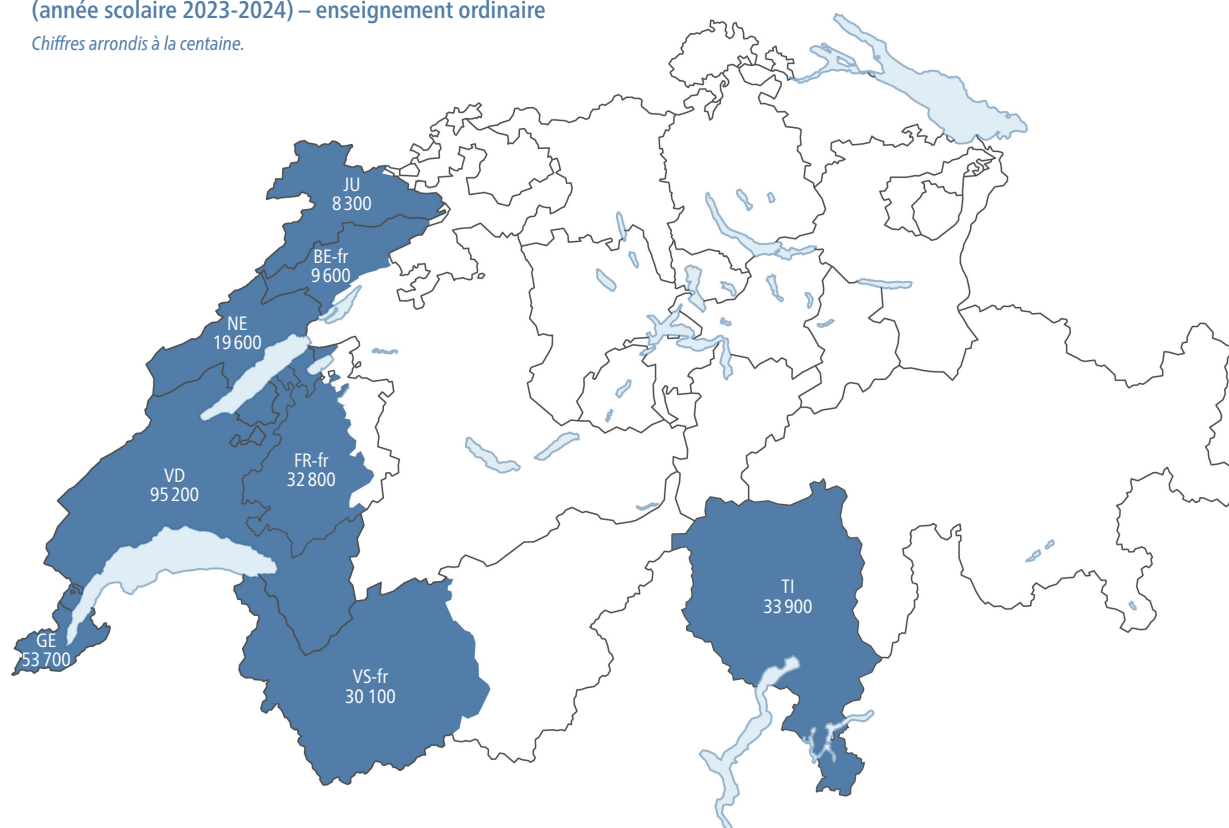 (année scolaire 2023-2024) – enseignement ordinaire
Chiffres arrondis à la centaine.
JU
8 300
BE-fr
9 600
NE
19 600
FR-fr
32 800
VD
95 200
TI
33 900
GE
53 700
VS-fr
30 100